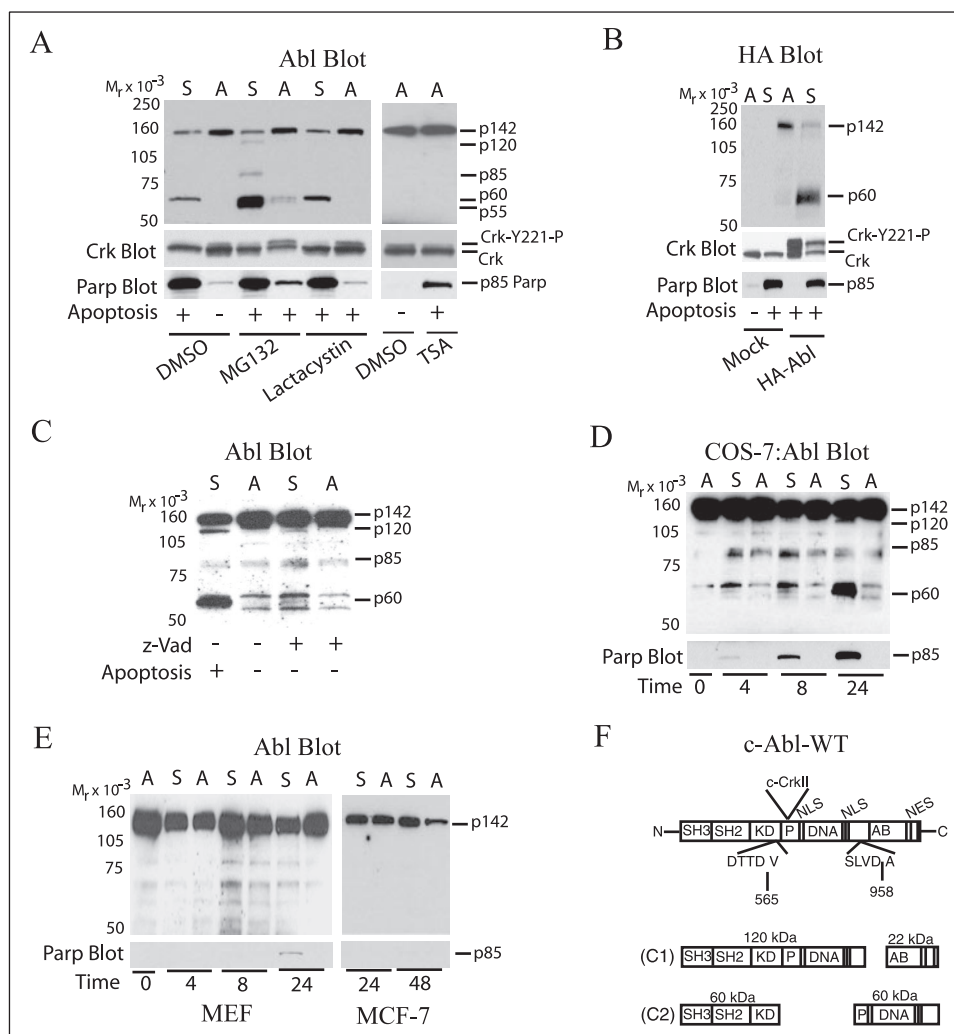 A
Abl Blot
Mr x 10-3 S A S A S A A A
250
160
105
75
50
p142
p120
p85
p60
p55
Crk Blot
Crk-Y221-P
Crk
Parp Blot
p85 Parp
Apoptosis + - + + + + - +
DMSO MG132 Lactacystin DMSO TSA
B
HA Blot
Mr x 10-3 A S A S
250
160
105
75
50
p142
p60
Crk Blot
Crk-Y221-P
Crk
Parp Blot
p85
Apoptosis - + + +
Mock HA-Abl
C
Abl Blot
Mr x 10-3 S A S A
160
105
75
50
p142
p120
p85
p60
z-Vad - - + +
Apoptosis + - - -
D
COS-7:Abl Blot
Mr x 10-3 A S A S A S A
160
105
75
50
p142
p120
p85
p60
Parp Blot
p85
Time 0 4 8 24
E
Abl Blot
Mr x 10-3 A S A S A S A S A S A
160
105
75
50
p142
Parp Blot
p85
Time 0 4 8 24 24 48
MEF MCF-7
F
c-Abl-WT
c-CrkII
NLS NLS NES
N SH3 SH2 KD P DNA AB C
DTTD V SLVD A
565 958
120 kDa 22 kDa
(C1) SH3 SH2 KD P DNA AB
60 kDa 60 kDa
(C2) SH3 SH2 KD P DNA